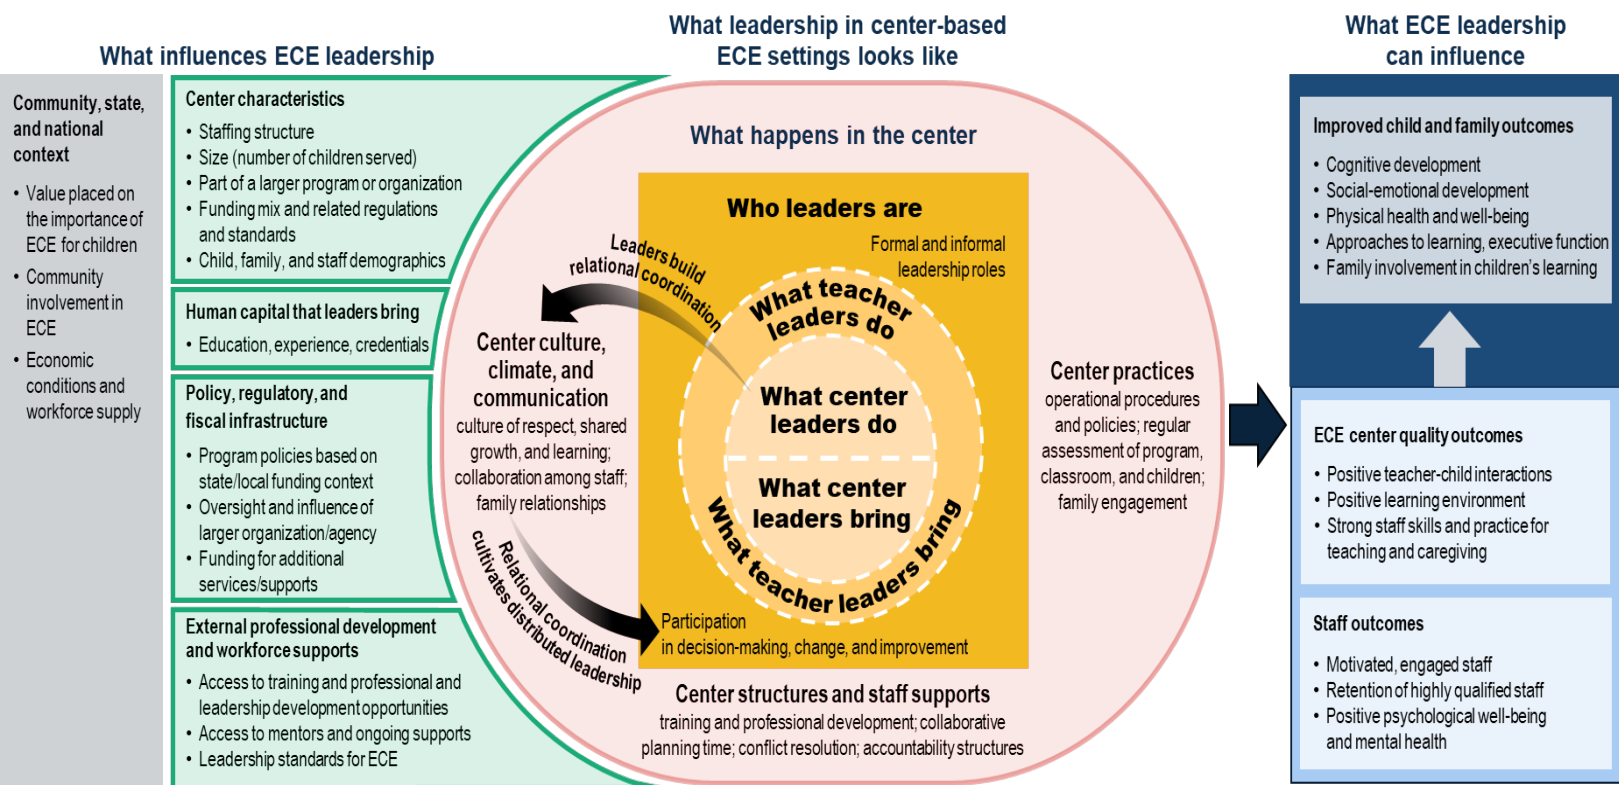 What influences ECE leadership
Community, state,
and national
context
• Value placed on
the importance of
ECE for children
• Community
involvement in
ECE
• Economic
conditions and
workforce supply
Center characteristics
• Staffing structure
• Size (number of children served)
• Part of a larger program or organization
• Funding mix and related regulations
and standards
• Child, family, and staff demographics
Human capital that leaders bring
• Education, experience, credentials
Policy, regulatory, and
fiscal infrastructure
• Program policies based on
state/local funding context
• Oversight and influence of
larger organization/agency
• Funding for additional
services/supports
External professional development
and workforce supports
• Access to training and professional and
leadership development opportunities
• Access to mentors and ongoing supports
• Leadership standards for ECE
What leadership in center-based
ECE settings looks like
What happens in the center
Who leaders are
Formal and informal
leadership roles
Leaders build
relational coordination
What teacher
leaders do
What center
leaders do
What center
leaders bring
What teacher leaders bring
Center culture,
climate, and
communication
culture of respect, shared
growth, and learning;
collaboration among staff;
family relationships
Relational coordination
cultivates distributed leadership
Participation
in decision-making, change, and improvement
Center structures and staff supports
training and professional development; collaborative
planning time; conflict resolution; accountability structures
Center practices
operational procedures
and policies; regular
assessment of program,
classroom, and children;
family engagement
What ECE leadership
can influence
Improved child and family outcomes
• Cognitive development
• Social-emotional development
• Physical health and well-being
• Approaches to learning, executive function
• Family involvement in children's learning
ECE center quality outcomes
• Positive teacher-child interactions
• Positive learning environment
• Strong staff skills and practice for
teaching and caregiving
Staff outcomes
• Motivated, engaged staff
• Retention of highly qualified staff
• Positive psychological well-being
and mental health